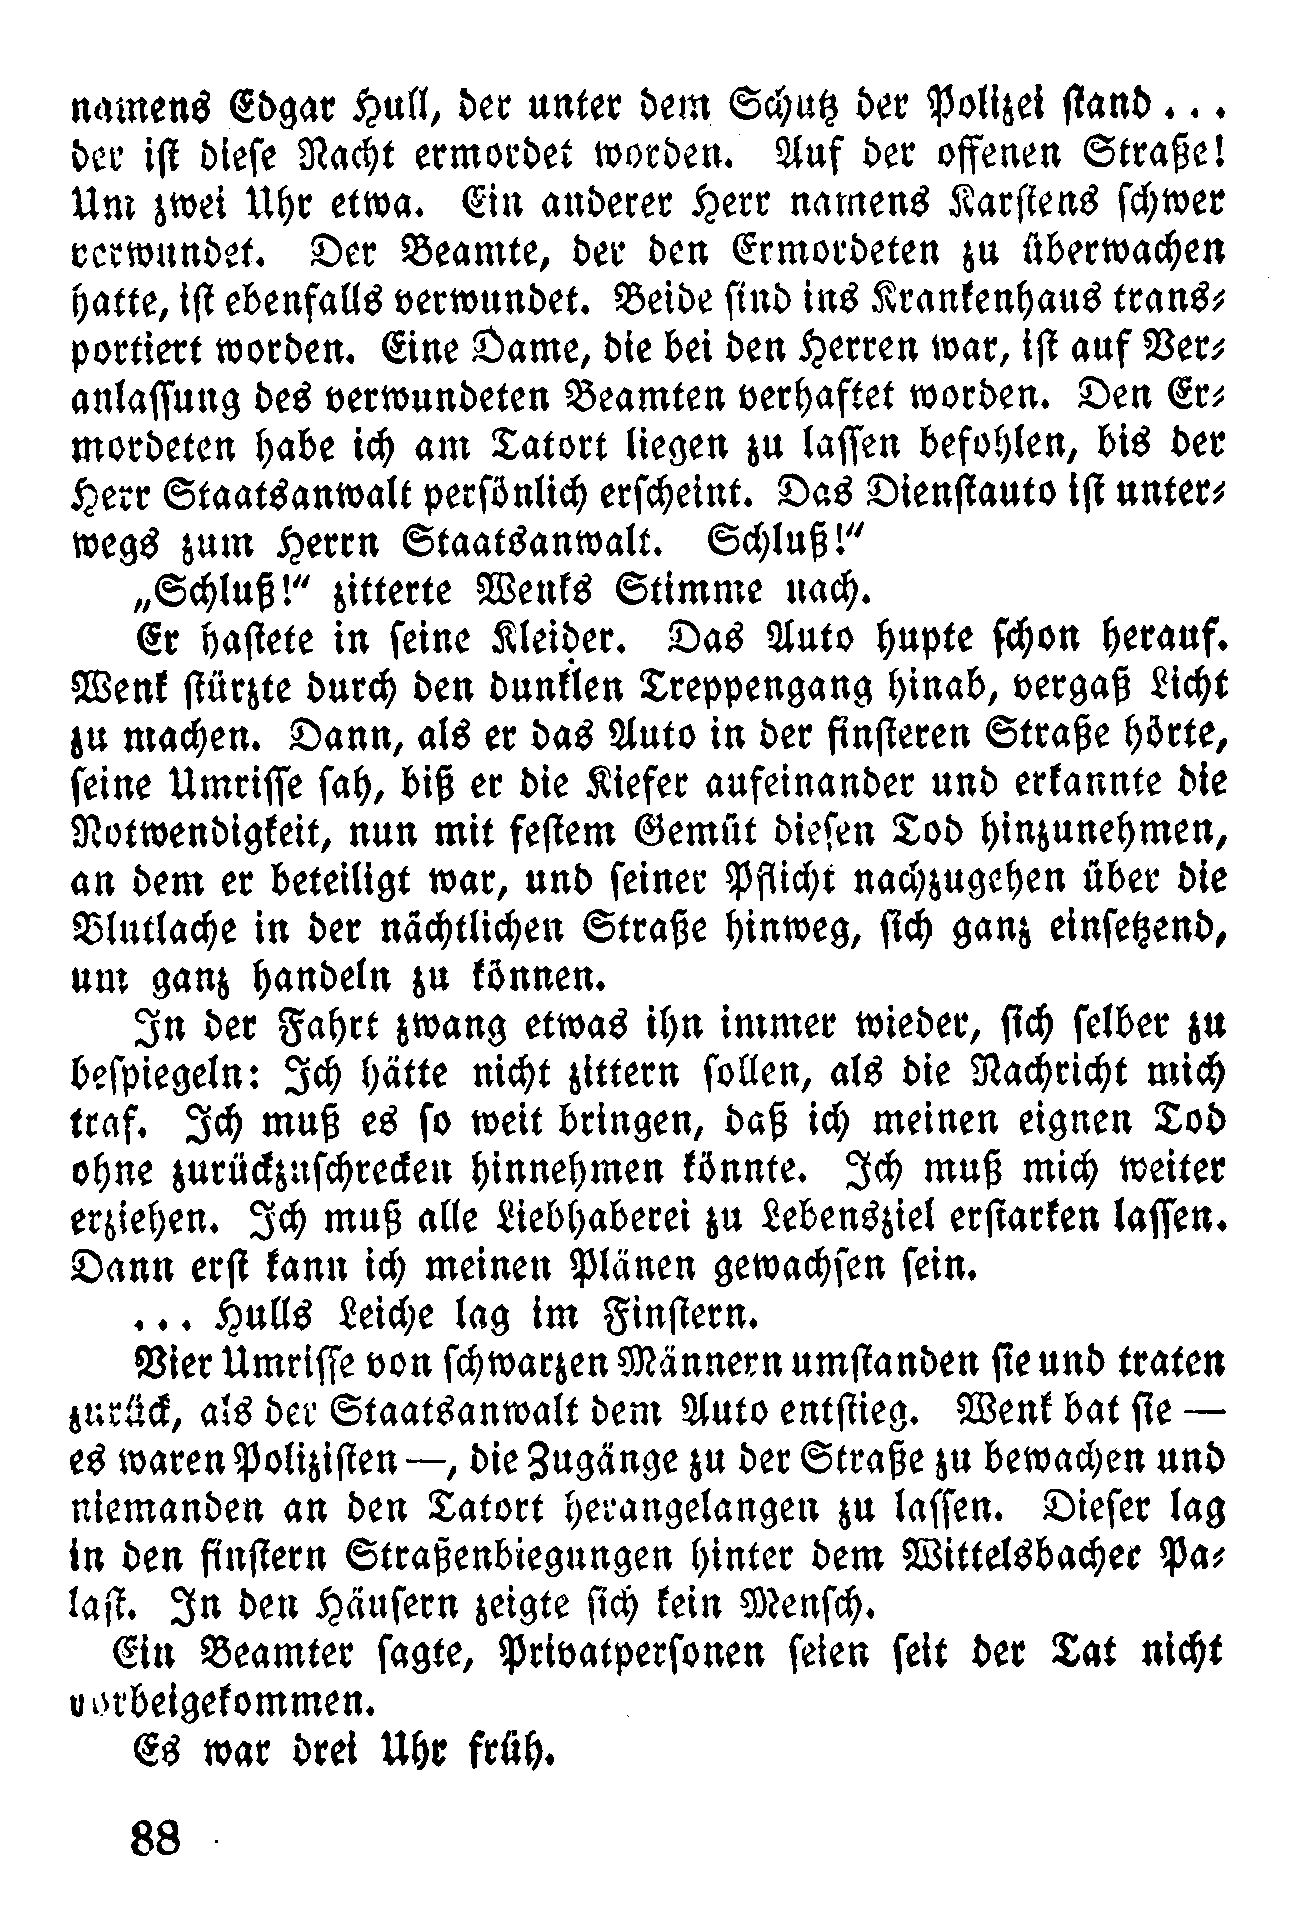 namens Edgar Hull, der unter dem Schutz der Polizei stand . . .
der ist diese Nacht ermordet worden. Auf der offenen Straße!
Um zwei Uhr etwa. Ein anderer Herr namens Karstens schwer
verwundet. Der Beamte, der den Ermordeten zu überwachen
hatte, ist ebenfalls verwundet. Beide sind ins Krankenhaus trans-
portiert worden. Eine Dame, die bei den Herren war, ist auf Ver-
anlassung des verwundeten Beamten verhaftet worden. Den Er-
mordeten habe ich am Tatort liegen zu lassen befohlen, bis der
Herr Staatsanwalt persönlich erscheint. Das Dienstauto ist unter-
wegs zum Herrn Staatsanwalt. Schluß!“
„Schluß!“ zitterte Wenks Stimme nach.
Er hastete in seine Kleider. Das Auto hupte schon herauf.
Wenk stürzte durch den dunklen Treppengang hinab, vergaß Licht
zu machen. Dann, als er das Auto in der finsteren Straße hörte,
seine Umrisse sah, biß er die Kiefer aufeinander und erkannte die
Notwendigkeit, nun mit festem Gemüt diesen Tod hinzunehmen,
an dem er beteiligt war, und seiner Pflicht nachzugehen über die
Blutlache in der nächtlichen Straße hinweg, sich ganz einsetzend,
um ganz handeln zu können.
In der Fahrt zwang etwas ihn immer wieder, sich selber zu
bespiegeln: Ich hätte nicht zittern sollen, als die Nachricht mich
traf. Ich muß es so weit bringen, daß ich meinen eignen Tod
ohne zurückzuschrecken hinnehmen könnte. Ich muß mich weiter
erziehen. Ich muß alle Liebhaberei zu Lebensziel erstarken lassen.
Dann erst kann ich meinen Plänen gewachsen sein.
. . . Hulls Leiche lag im Finstern.
Vier Umrisse von schwarzen Männern umstanden sie und traten
zurück, als der Staatsanwalt dem Auto entstieg. Wenk bat sie —
es waren Polizisten —, die Zugänge zu der Straße zu bewachen und
niemanden an den Tatort herangelangen zu lassen. Dieser lag
in den finstern Straßenbiegungen hinter dem Wittelsbacher Pa-
last. In den Häusern zeigte sich kein Mensch.
Ein Beamter sagte, Privatpersonen seien seit der Tat nicht
vorbeigekommen.
Es war drei Uhr früh.
88